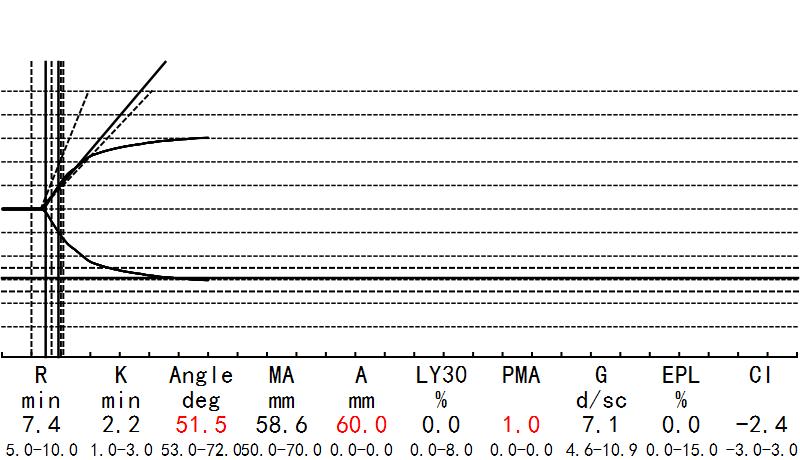 R K Angle MA A LY30 PMA G EPL CI
min min deg mm mm % d/sc %
7.4 2.2 51.5 58.6 60.0 0.0 1.0 7.1 0.0 -2.4
5.0-10.0 1.0-3.0 53.0-72.0 50.0-70.0 0.0-0.0 0.0-8.0 0.0-0.0 4.6-10.9 0.0-15.0 -3.0-3.0